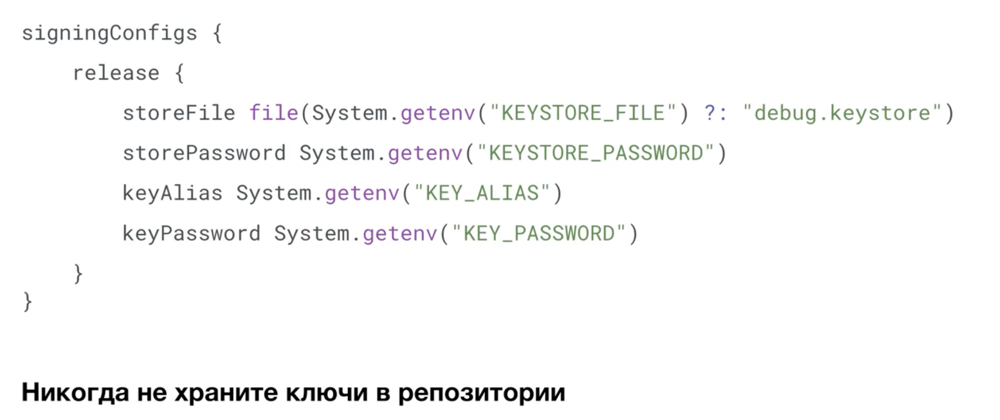 signingConfigs {
    release {
        storeFile file(System.getenv("KEYSTORE_FILE") ?: "debug.keystore")
        storePassword System.getenv("KEYSTORE_PASSWORD")
        keyAlias System.getenv("KEY_ALIAS")
        keyPassword System.getenv("KEY_PASSWORD")
    }
}
Никогда не храните ключи в репозитории